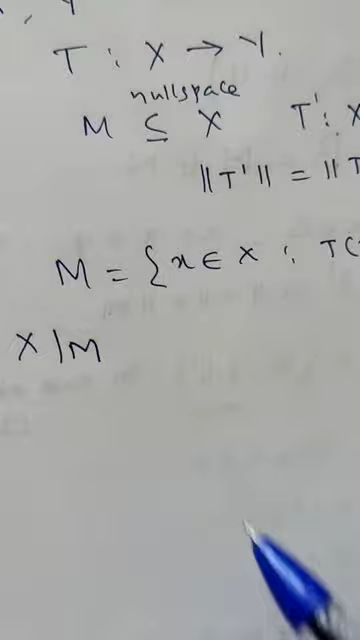 , Y
T : X → Y.
nullspace
M ⊆ X T' : X
||T'|| = || T
M = { x ∈ X : T(
X | M